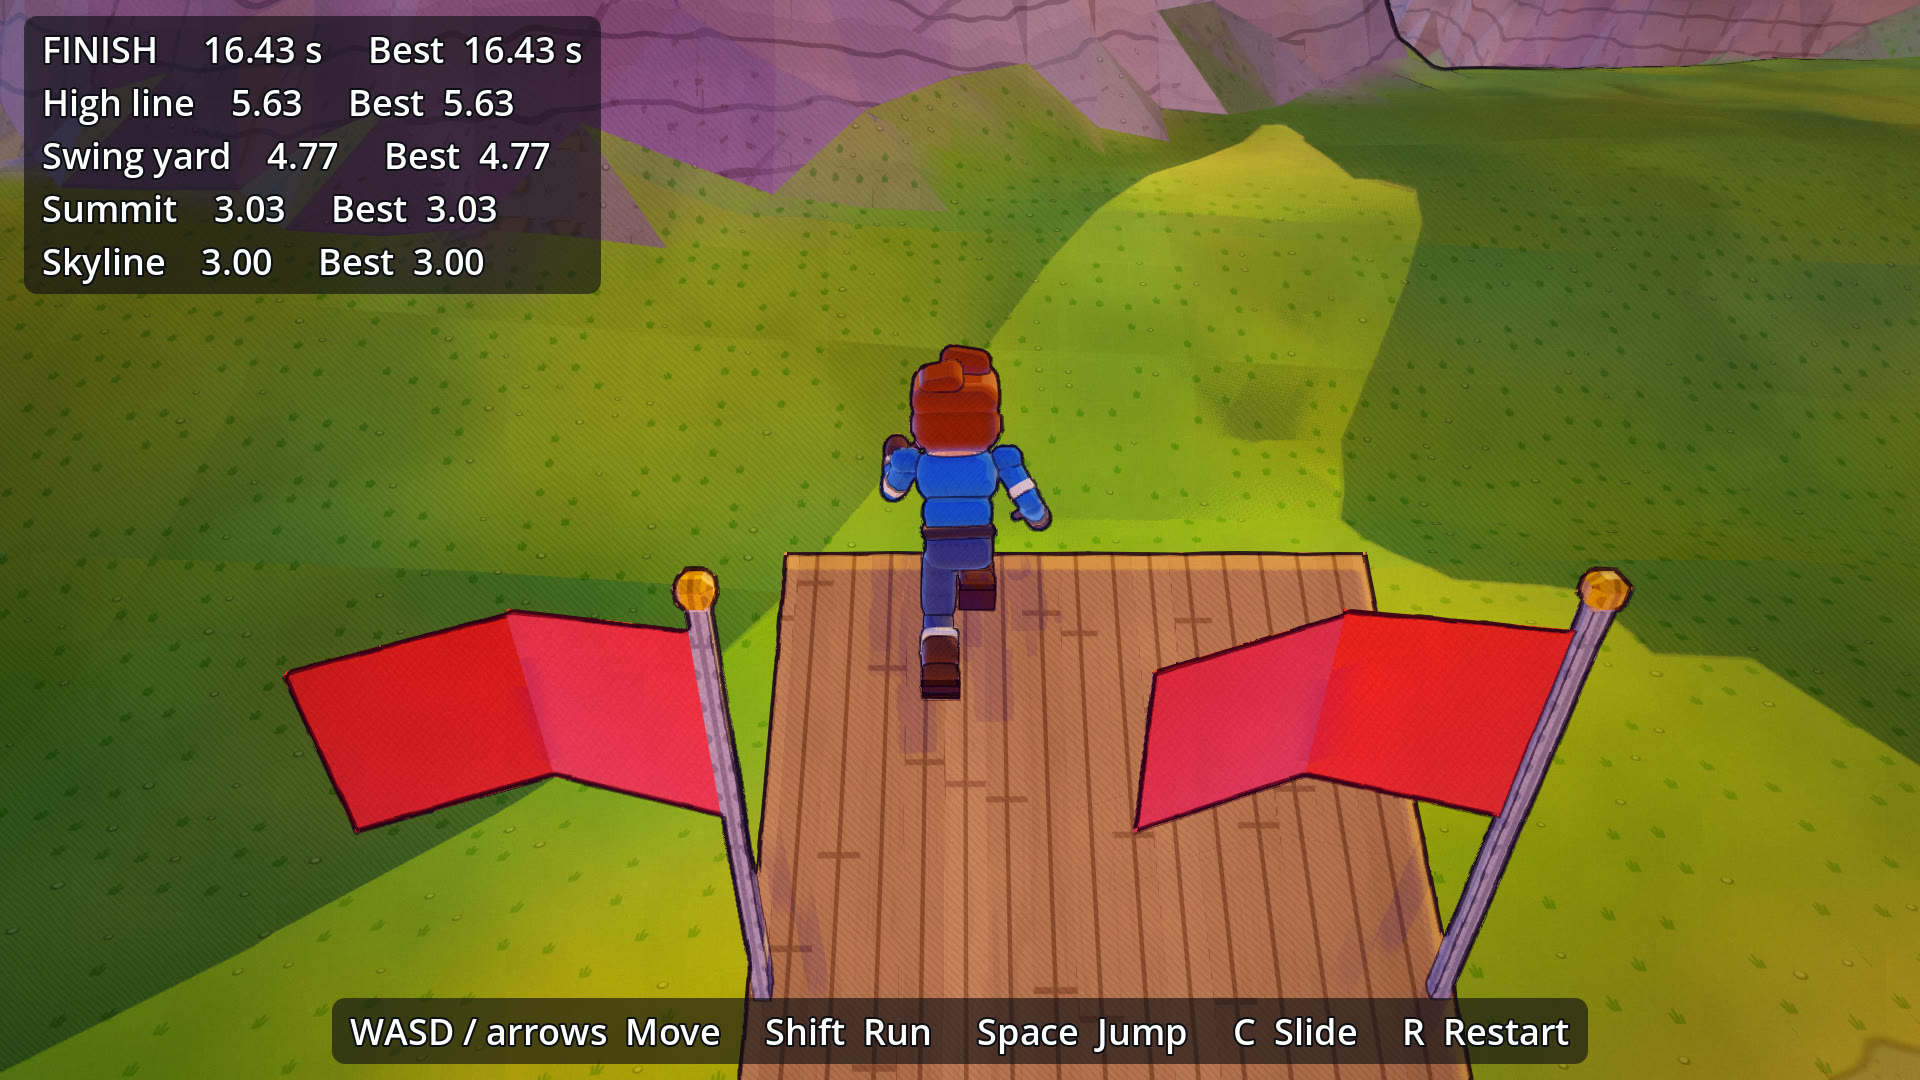 FINISH 16.43 s Best 16.43 s
High line 5.63 Best 5.63
Swing yard 4.77 Best 4.77
Summit 3.03 Best 3.03
Skyline 3.00 Best 3.00
WASD / arrows Move Shift Run Space Jump C Slide R Restart